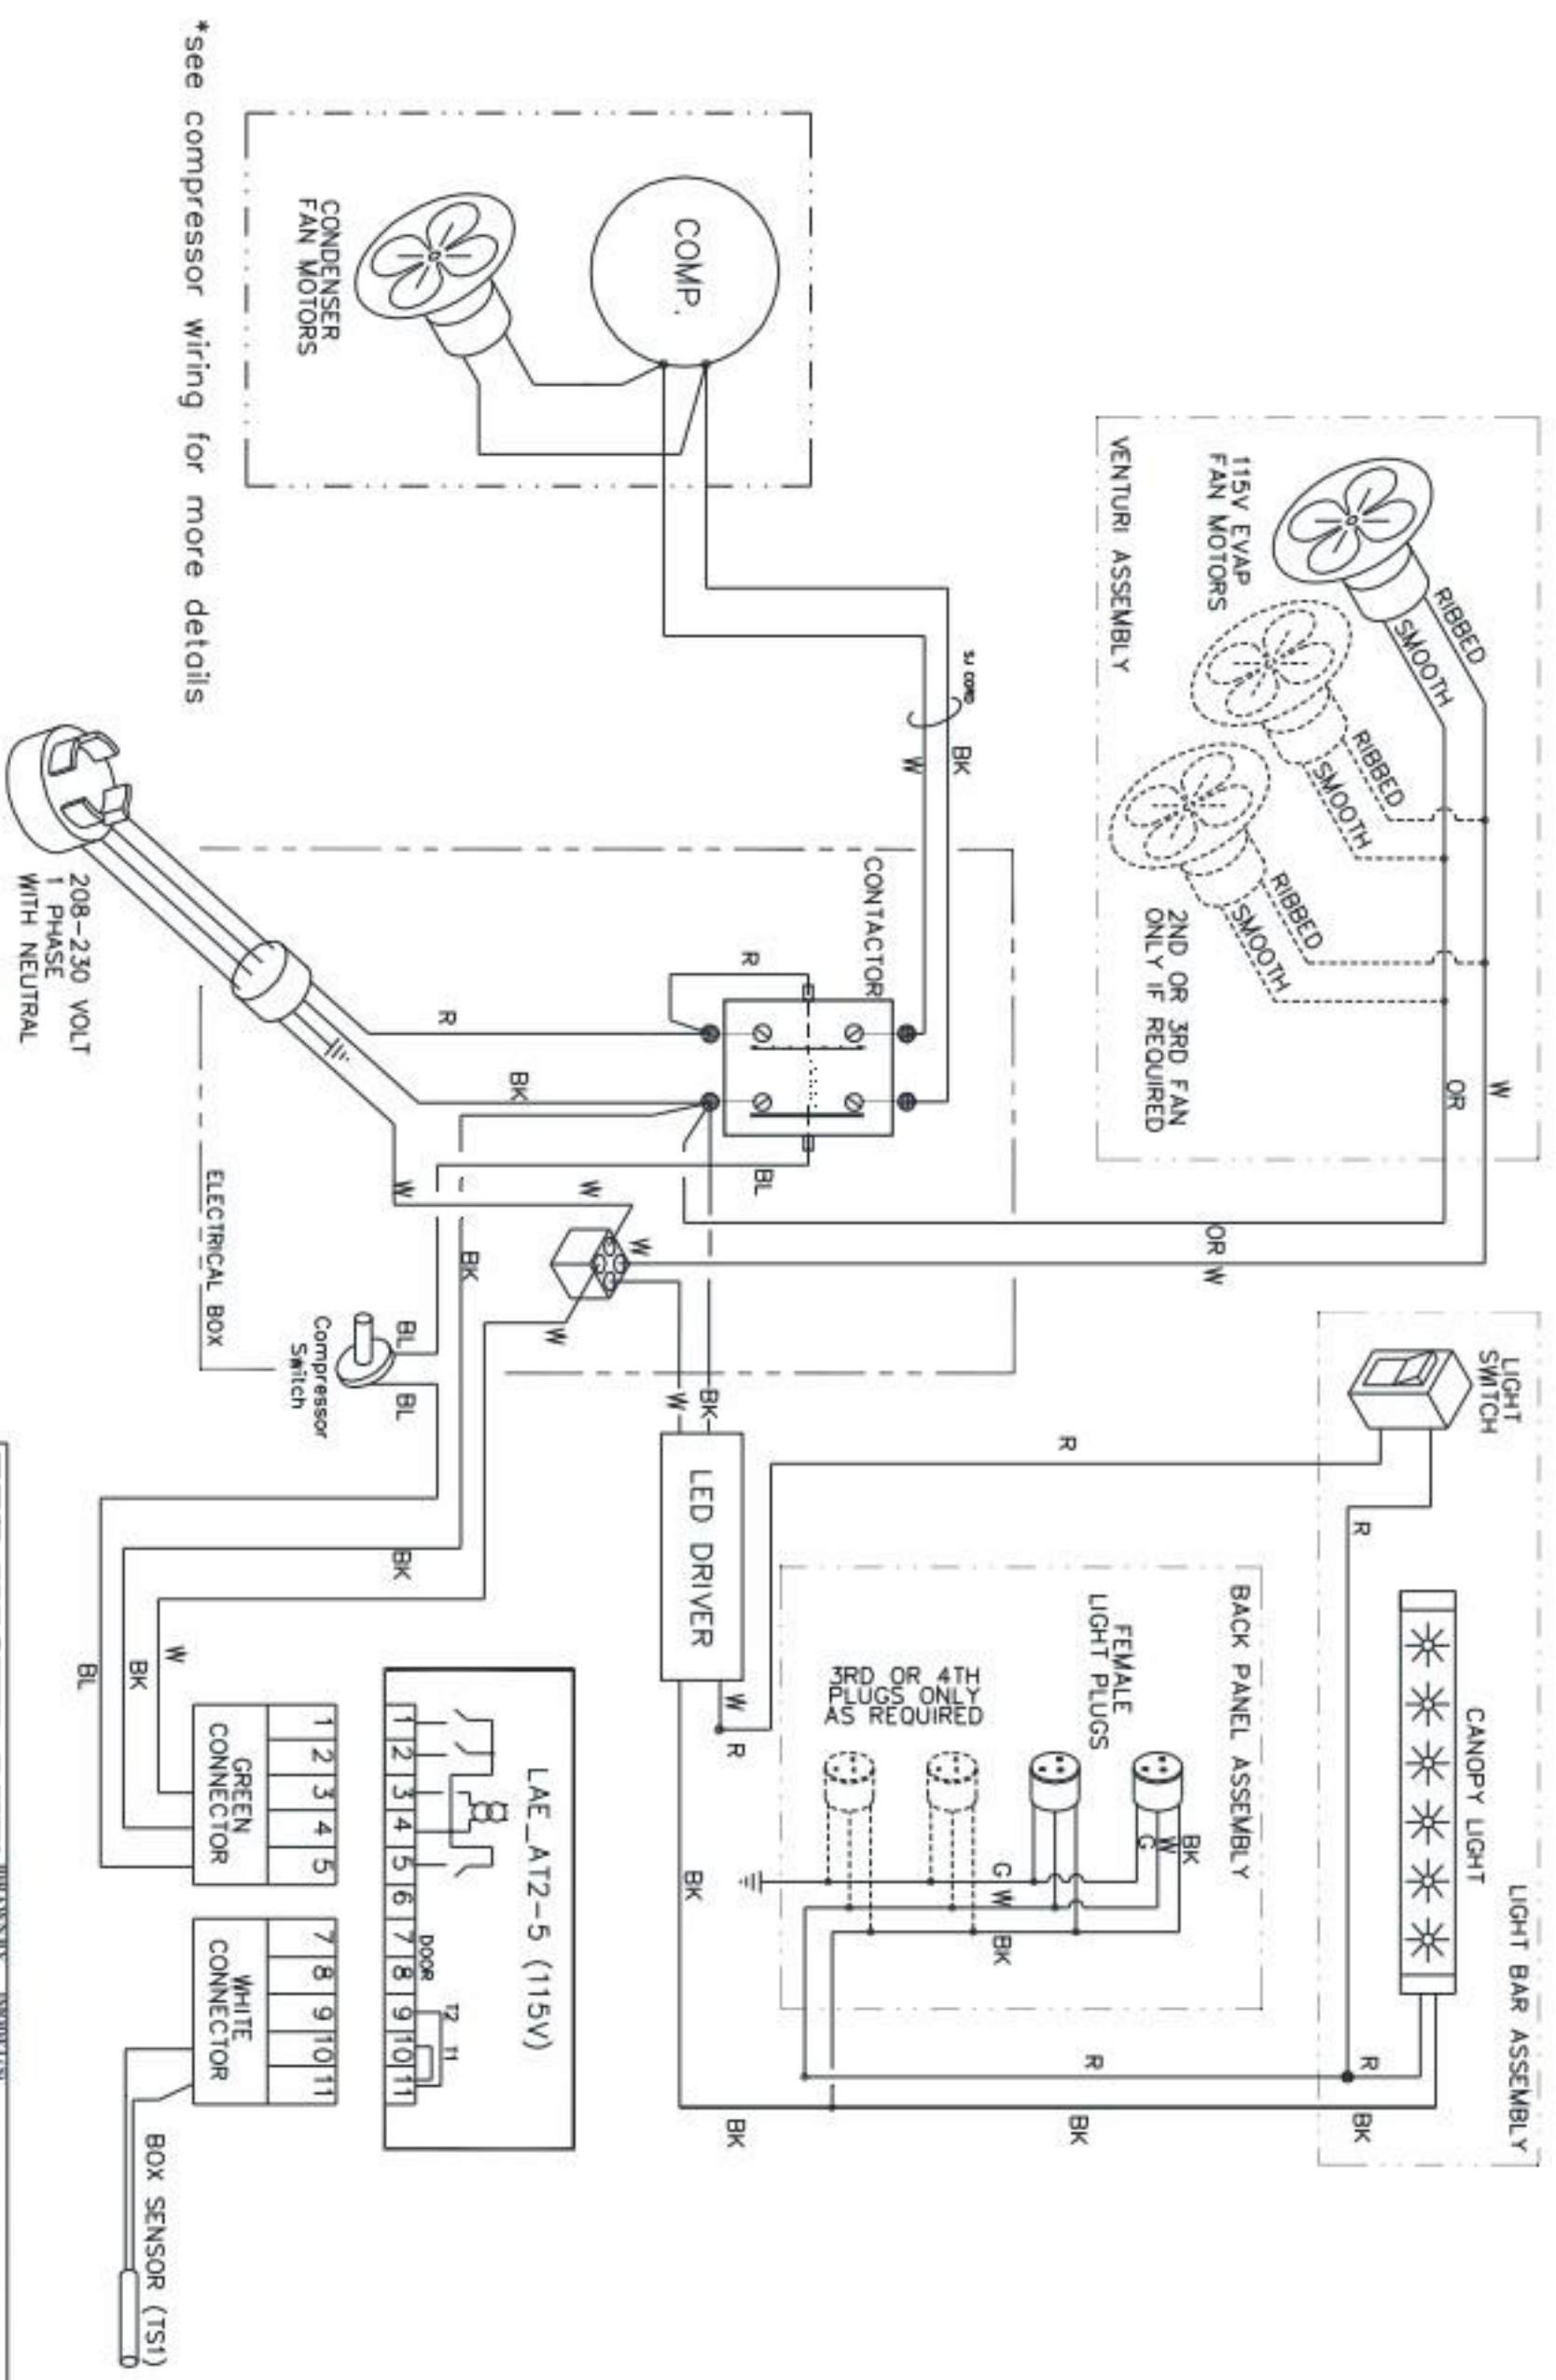 115V EVAP
FAN MOTORS
RIBBED
SMOOTH
RIBBED
SMOOTH
RIBBED
SMOOTH
2ND OR 3RD FAN
ONLY IF REQUIRED
VENTURI ASSEMBLY
W
OR
OR
W
LIGHT
SWITCH
CANOPY LIGHT
LIGHT BAR ASSEMBLY
R
R
BK
R
BACK PANEL ASSEMBLY
FEMALE
LIGHT PLUGS
3RD OR 4TH
PLUGS ONLY
AS REQUIRED
BK
W
G
G
W
BK
R
BK
BK
SJ CORD
BK
W
COMP.
CONDENSER
FAN MOTORS
CONTACTOR
R
R
BK
BL
W
W
W
W
BK
W
BK
LED DRIVER
W
R
BK
LAE_AT2-5 (115V)
DOOR
T2
T1
1 2 3 4 5 6 7 8 9 10 11
BL
BL
Compressor
Switch
ELECTRICAL BOX
BK
W
BK
BL
1 2 3 4 5
GREEN
CONNECTOR
7 8 9 10 11
WHITE
CONNECTOR
BOX SENSOR (TS1)
*see compressor wiring for more details
208-230 VOLT
1 PHASE
WITH NEUTRAL